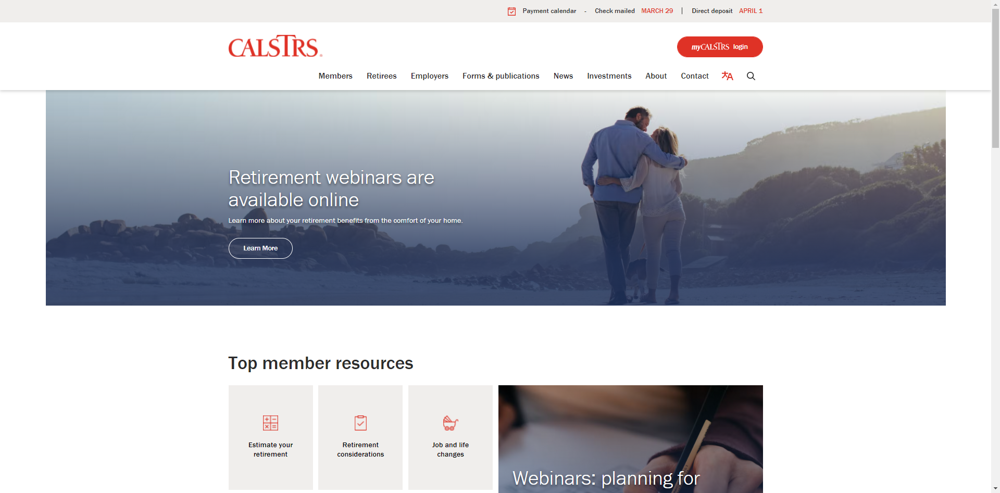 Payment calendar - Check mailed MARCH 29 | Direct deposit APRIL 1
CALSTRS®
myCALSTRS login
Members Retirees Employers Forms & publications News Investments About Contact
Retirement webinars are
available online
Learn more about your retirement benefits from the comfort of your home.
Learn More
Top member resources
Estimate your
retirement
Retirement
considerations
Job and life
changes
Webinars: planning for